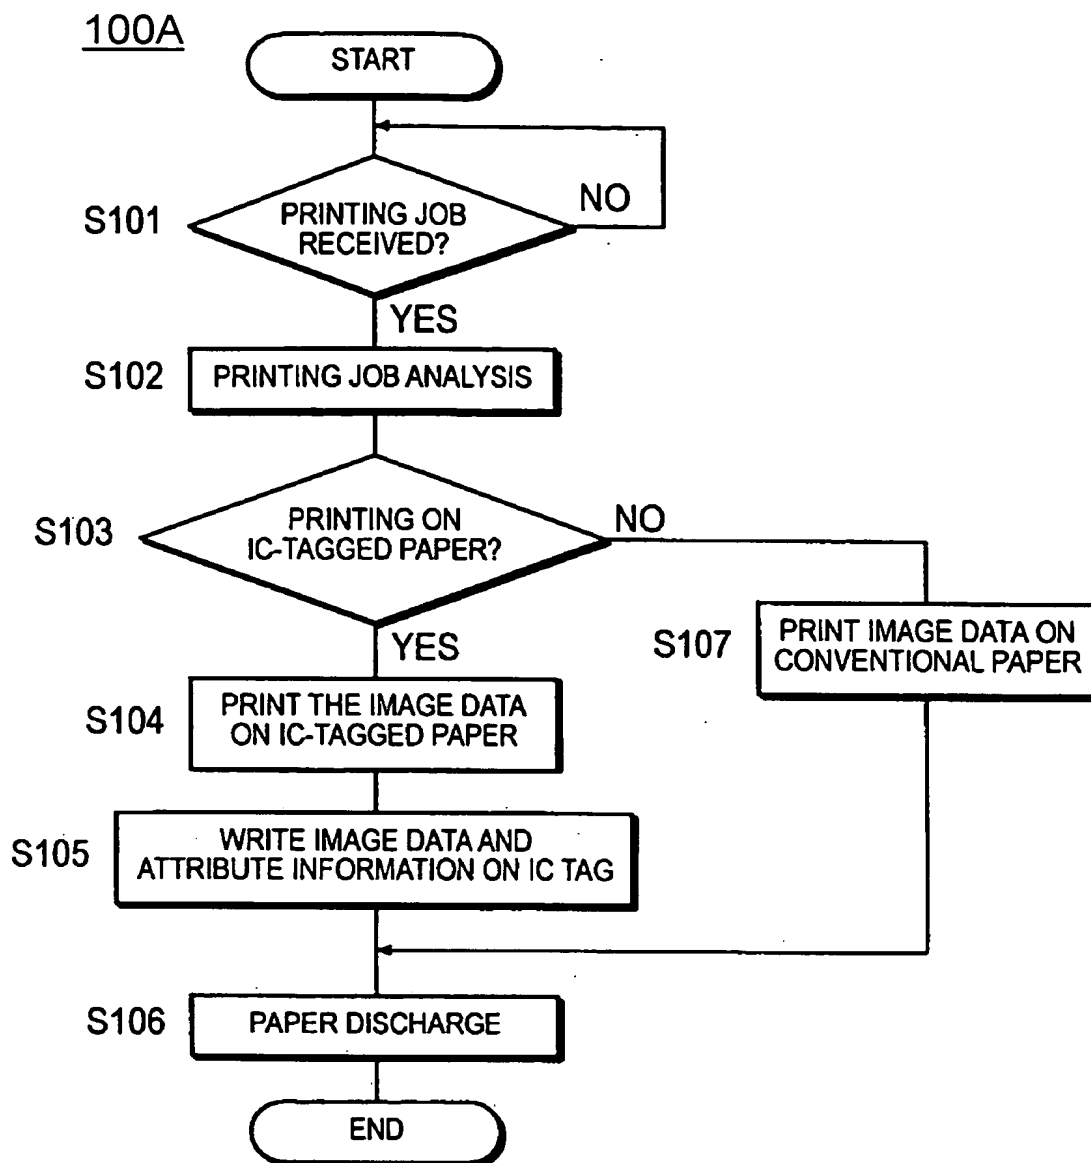 100A
START
S101
PRINTING JOB
RECEIVED?
NO
YES
S102
PRINTING JOB ANALYSIS
S103
PRINTING ON
IC-TAGGED PAPER?
NO
YES
S107
PRINT IMAGE DATA ON
CONVENTIONAL PAPER
S104
PRINT THE IMAGE DATA
ON IC-TAGGED PAPER
S105
WRITE IMAGE DATA AND
ATTRIBUTE INFORMATION ON IC TAG
S106
PAPER DISCHARGE
END